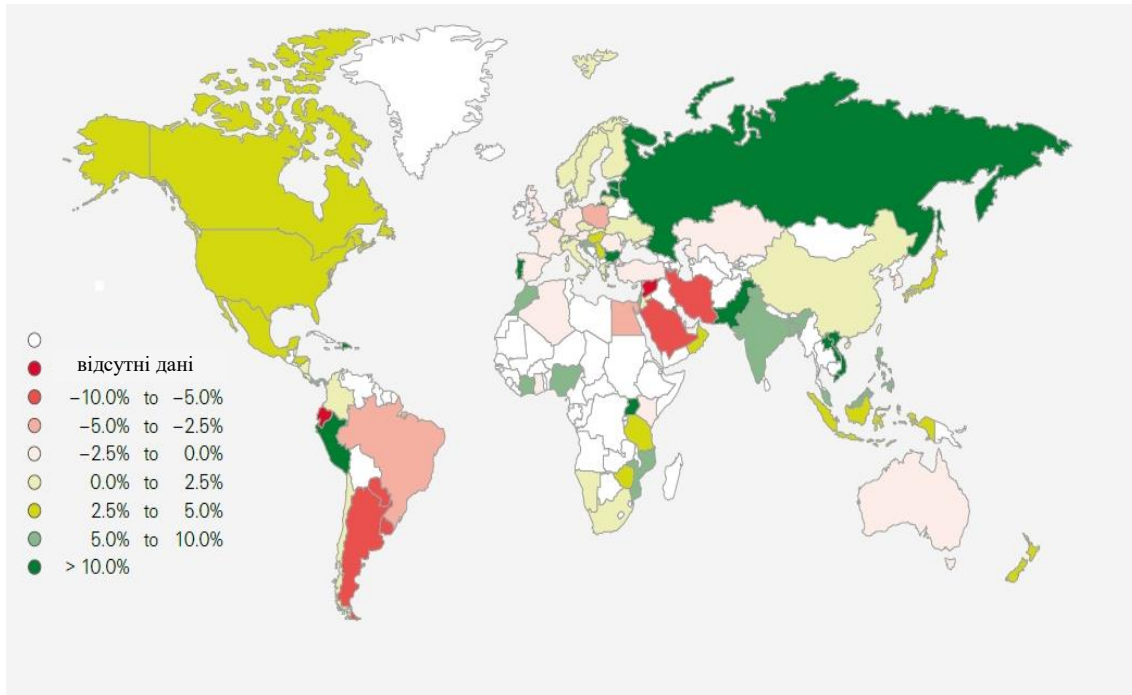 відсутні дані
−10.0% to −5.0%
−5.0% to −2.5%
−2.5% to 0.0%
0.0% to 2.5%
2.5% to 5.0%
5.0% to 10.0%
> 10.0%